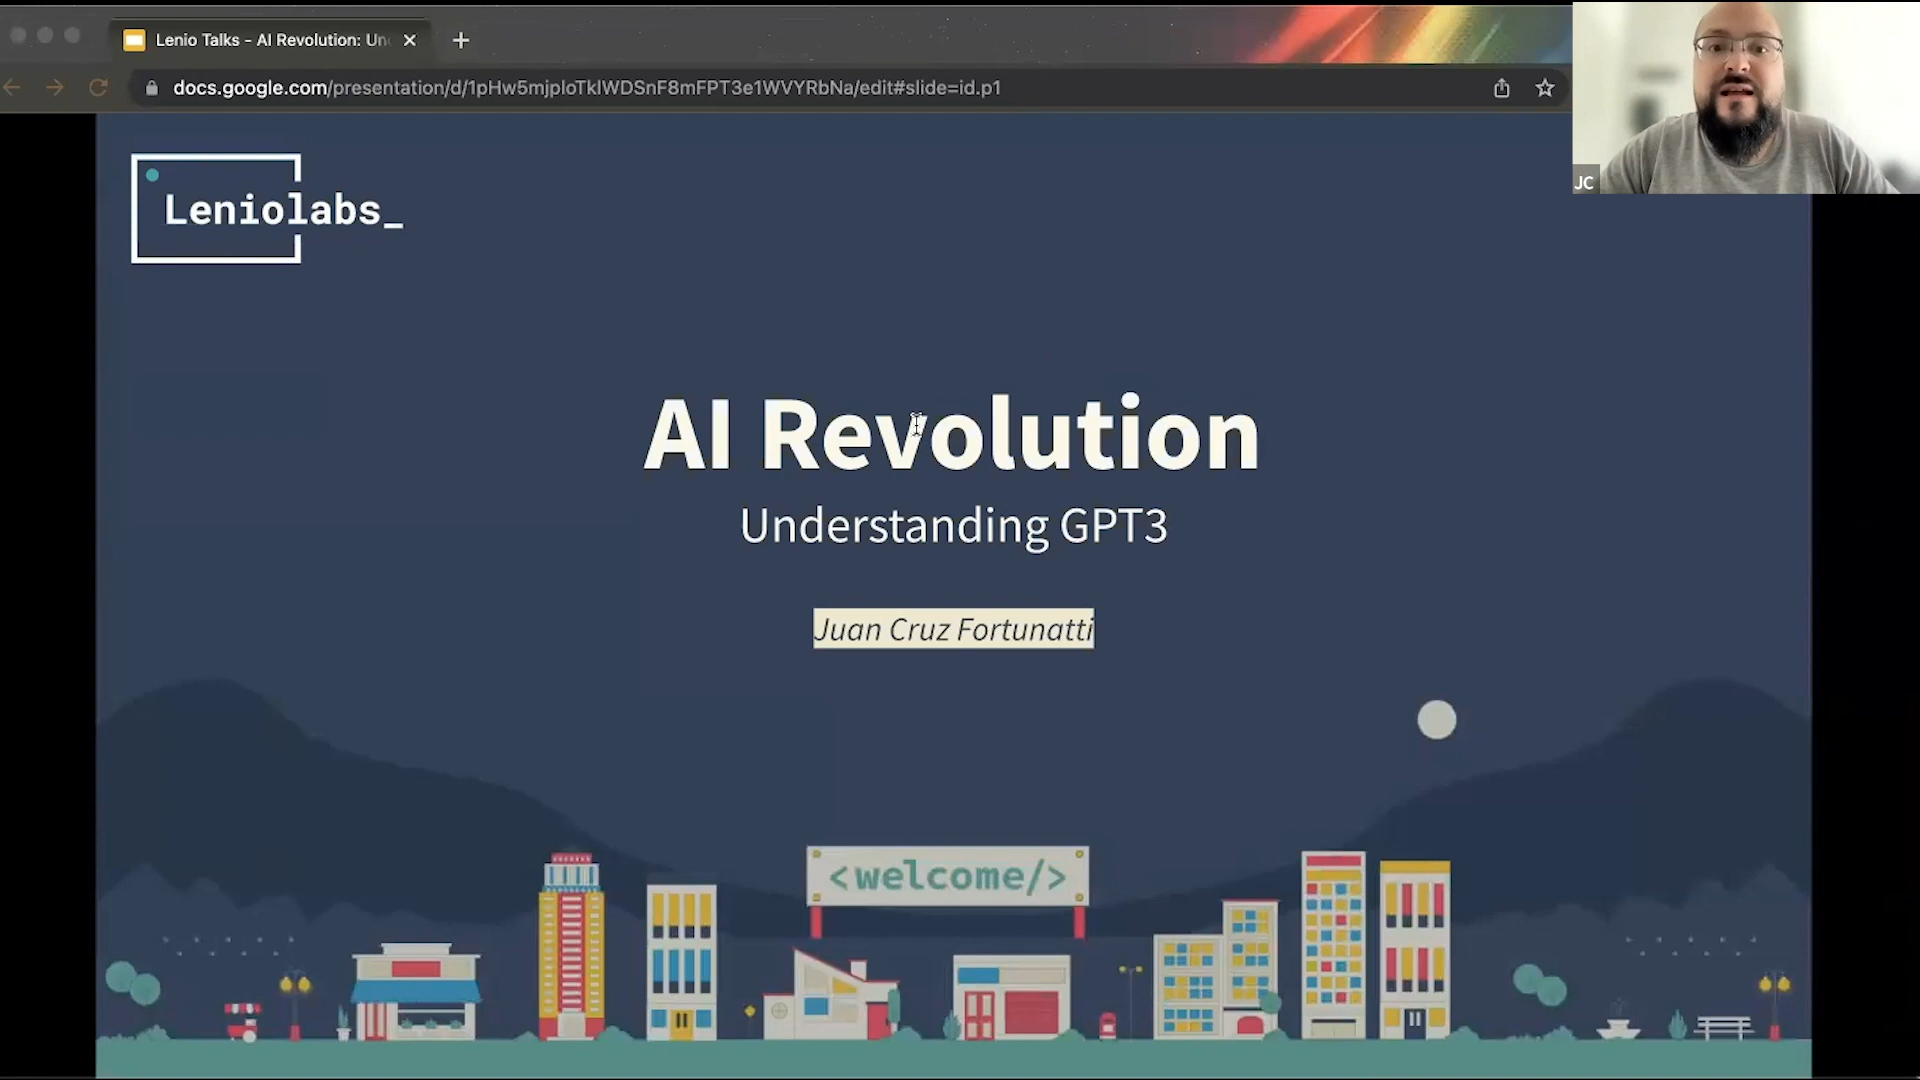 Lenio Talks - AI Revolution: Un
docs.google.com/presentation/d/1pHw5mjploTklWDSnF8mFPT3e1WVYRbNa/edit#slide=id.p1
JC
Leniolabs_
AI Revolution
Understanding GPT3
Juan Cruz Fortunatti
<welcome/>